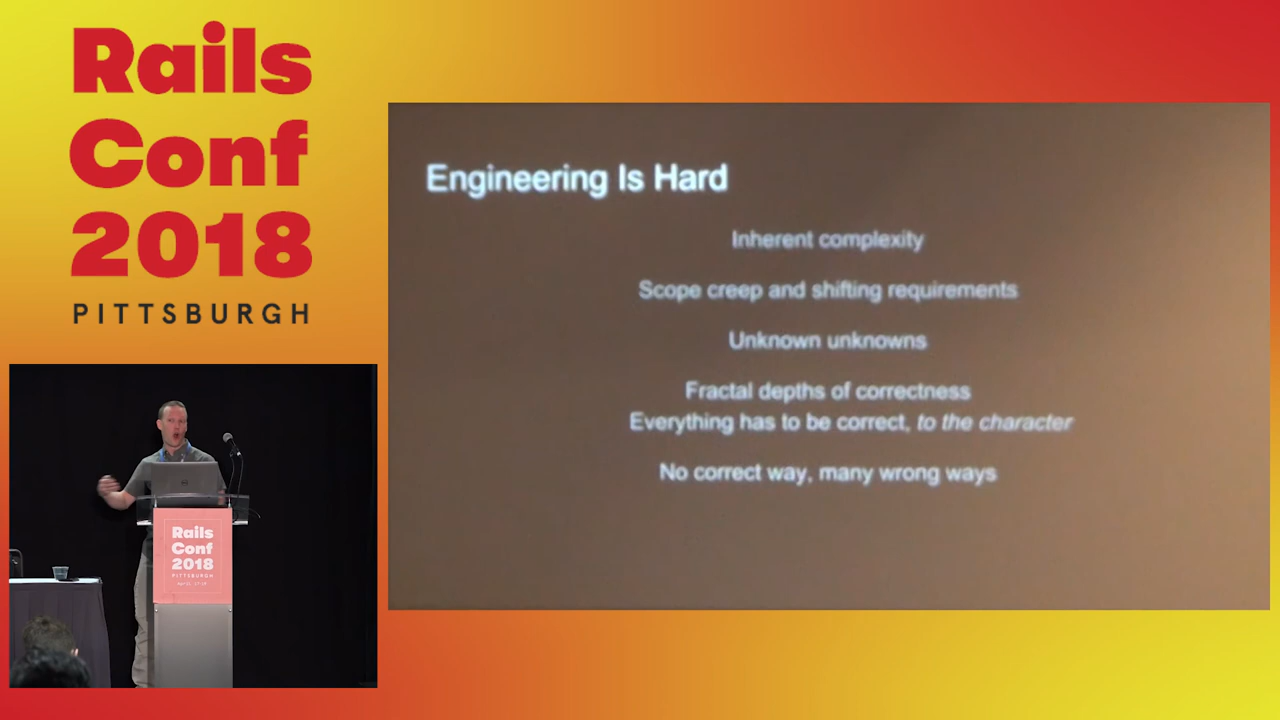 Rails
Conf
2018
PITTSBURGH
Engineering Is Hard
Inherent complexity
Scope creep and shifting requirements
Unknown unknowns
Fractal depths of correctness
Everything has to be correct, to the character
No correct way, many wrong ways
Rails
Conf
2018
PITTSBURGH